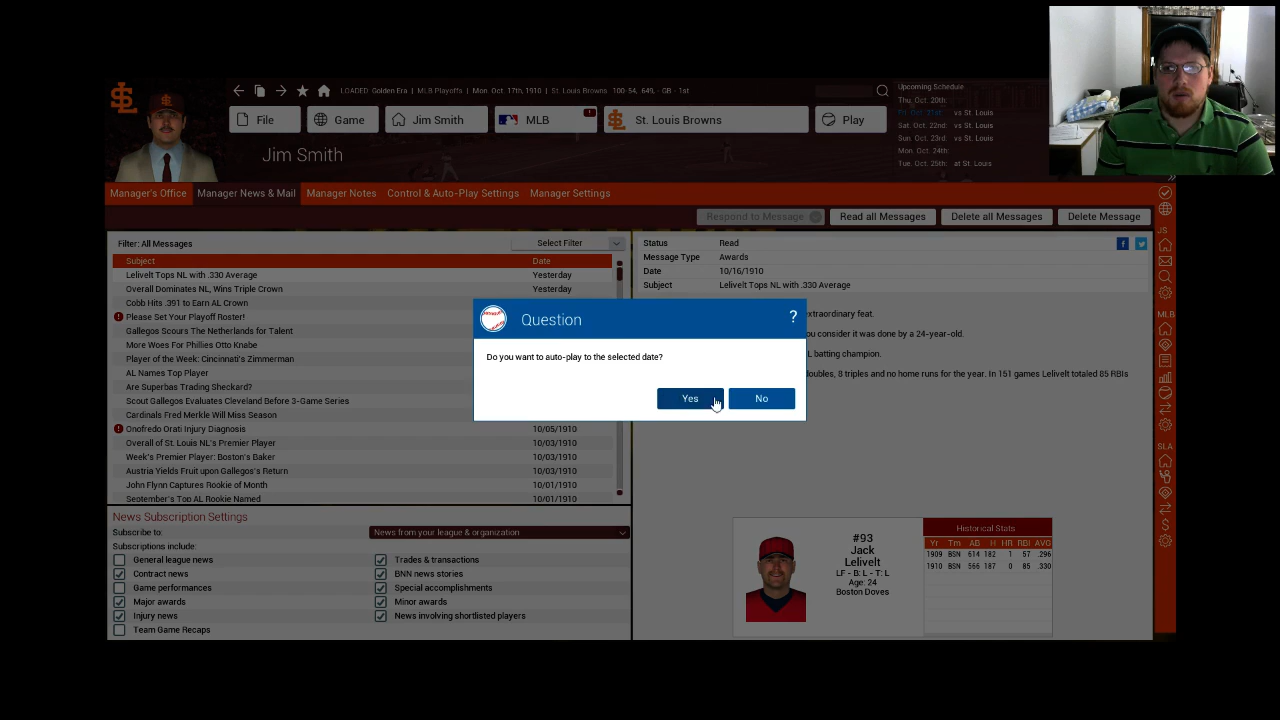 LOADED Golden Era | MLB Playoffs | Mon. Oct. 17th, 1910 | St. Louis Browns 100-54, .649, - GB - 1st
File
Game
Jim Smith
MLB
St. Louis Browns
Play
Jim Smith
Upcoming Schedule
Thu. Oct. 20th:
Fri. Oct. 21st: vs St. Louis
Sat. Oct. 22nd: vs St. Louis
Sun. Oct. 23rd: vs St. Louis
Mon. Oct. 24th:
Tue. Oct. 25th: at St. Louis
Manager's Office
Manager News & Mail
Manager Notes
Control & Auto-Play Settings
Manager Settings
Respond to Message
Read all Messages
Delete all Messages
Delete Message
Filter: All Messages
Select Filter
Subject Date
Lelivelt Tops NL with .330 Average Yesterday
Overall Dominates NL, Wins Triple Crown Yesterday
Cobb Hits .391 to Earn AL Crown
Please Set Your Playoff Roster!
Gallegos Scours The Netherlands for Talent
More Woes For Phillies Otto Knabe
Player of the Week: Cincinnati's Zimmerman
AL Names Top Player
Are Superbas Trading Sheckard?
Scout Gallegos Evaluates Cleveland Before 3-Game Series
Cardinals Fred Merkle Will Miss Season
Onofredo Orati Injury Diagnosis 10/05/1910
Overall of St. Louis NL's Premier Player 10/03/1910
Week's Premier Player: Boston's Baker 10/03/1910
Austria Yields Fruit upon Gallegos's Return 10/03/1910
John Flynn Captures Rookie of Month 10/01/1910
September's Top AL Rookie Named 10/01/1910
Status Read
Message Type Awards
Date 10/16/1910
Subject Lelivelt Tops NL with .330 Average
extraordinary feat.
you consider it was done by a 24-year-old.
batting champion.
doubles, 8 triples and no home runs for the year. In 151 games Lelivelt totaled 85 RBIs
Question
?
Do you want to auto-play to the selected date?
Yes
No
News Subscription Settings
Subscribe to: News from your league & organization
Subscriptions include:
General league news
Trades & transactions
Contract news
BNN news stories
Game performances
Special accomplishments
Major awards
Minor awards
Injury news
News involving shortlisted players
Team Game Recaps
#93
Jack
Lelivelt
LF - B: L - T: L
Age: 24
Boston Doves
Historical Stats
Yr Tm AB H HR RBI AVG
1909 BSN 614 182 1 57 .296
1910 BSN 566 187 0 85 .330
JS
MLB
SLA